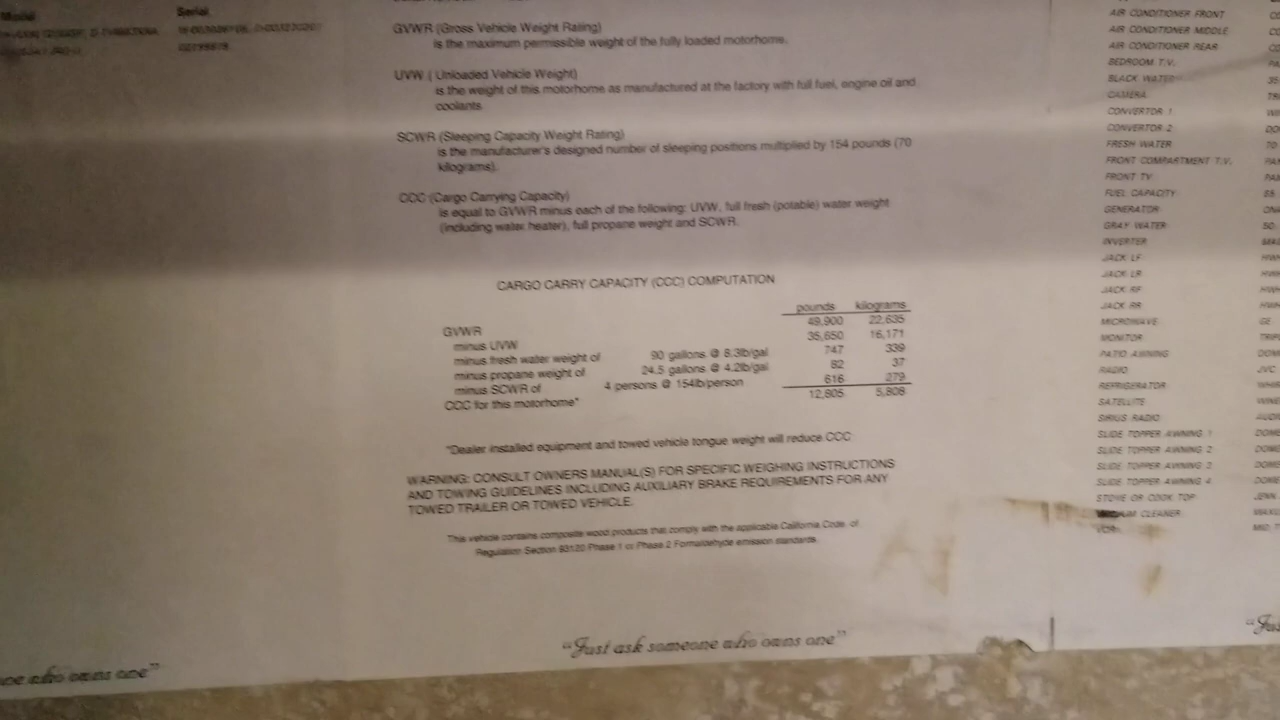 Model Serial
GVWR (Gross Vehicle Weight Rating)
is the maximum permissible weight of the fully loaded motorhome.
UVW ( Unloaded Vehicle Weight)
is the weight of this motorhome as manufactured at the factory with full fuel, engine oil and
coolants
SCWR (Sleeping Capacity Weight Rating)
is the manufacturer's designed number of sleeping positions multiplied by 154 pounds (70
kilograms).
CCC (Cargo Carrying Capacity)
is equal to GVWR minus each of the following: UVW, full fresh (potable) water weight
(including water heater), full propane weight and SCWR.
CARGO CARRY CAPACITY (CCC) COMPUTATION
pounds kilograms
GVWR 49,900 22,635
minus UVW 35,650 16,171
minus fresh water weight of 90 gallons @ 8.3lb/gal 747 339
minus propane weight of 24.5 gallons @ 4.2lb/gal 82 37
minus SCWR of 4 persons @ 154lb/person 616 279
CCC for this motorhome* 12,805 5,808
*Dealer installed equipment and towed vehicle tongue weight will reduce CCC
WARNING: CONSULT OWNERS MANUAL(S) FOR SPECIFIC WEIGHING INSTRUCTIONS
AND TOWING GUIDELINES INCLUDING AUXILIARY BRAKE REQUIREMENTS FOR ANY
TOWED TRAILER OR TOWED VEHICLE.
This vehicle contains composite wood products that comply with the applicable California Code of
Regulation Section 93120 Phase 1 or Phase 2 Formaldehyde emission standards.
"Just ask someone who owns one"
who owns one"
AIR CONDITIONER FRONT
AIR CONDITIONER MIDDLE
AIR CONDITIONER REAR
BEDROOM T.V.
BLACK WATER
CAMERA
CONVERTOR 1
CONVERTOR 2
FRESH WATER 70
FRONT COMPARTMENT T.V.
FRONT TV
FUEL CAPACITY
GENERATOR
GRAY WATER
INVERTER
JACK LF
JACK LR
JACK RF
JACK RR
MICROWAVE GE
MONITOR
PATIO AWNING
RADIO JVC
REFRIGERATOR
SATELLITE
SIRIUS RADIO
SLIDE TOPPER AWNING 1
SLIDE TOPPER AWNING 2
SLIDE TOPPER AWNING 3
SLIDE TOPPER AWNING 4
STOVE OR COOK TOP
CLEANER